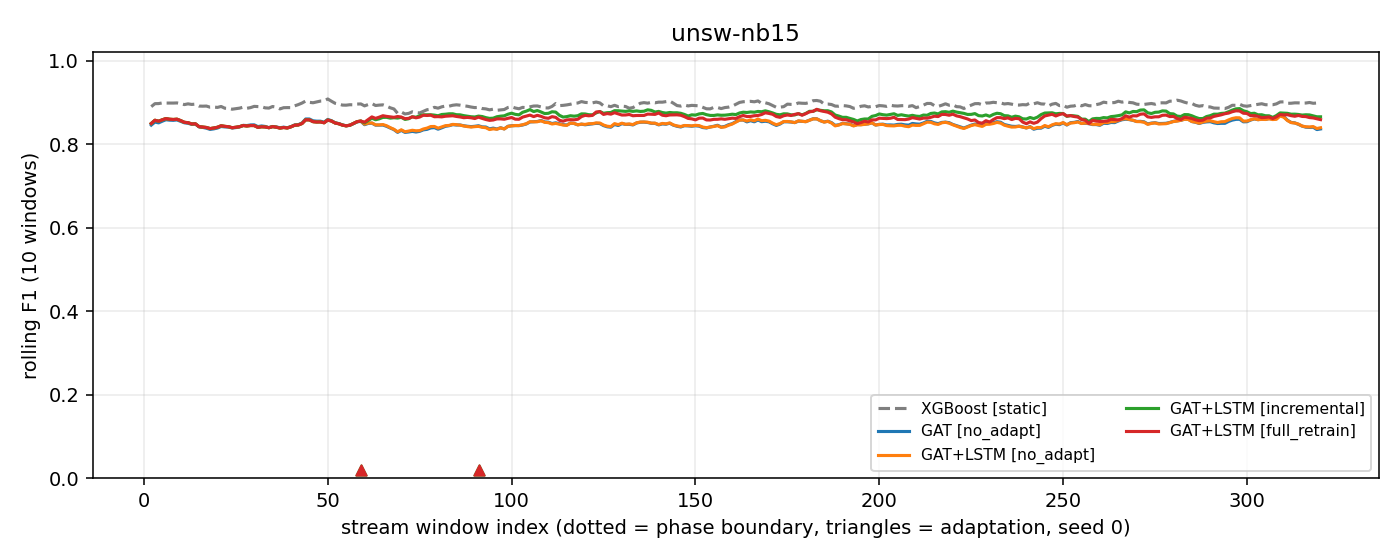 unsw-nb15
rolling F1 (10 windows)
1.0
0.8
0.6
0.4
0.2
0.0
0 50 100 150 200 250 300
stream window index (dotted = phase boundary, triangles = adaptation, seed 0)
XGBoost [static]
GAT [no_adapt]
GAT+LSTM [no_adapt]
GAT+LSTM [incremental]
GAT+LSTM [full_retrain]